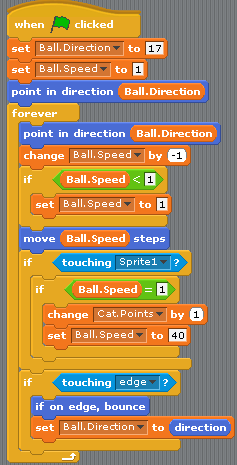 when clicked
set Ball.Direction to 17
set Ball.Speed to 1
point in direction Ball.Direction
forever
point in direction Ball.Direction
change Ball.Speed by -1
if Ball.Speed < 1
set Ball.Speed to 1
move Ball.Speed steps
if touching Sprite1 ?
if Ball.Speed = 1
change Cat.Points by 1
set Ball.Speed to 40
if touching edge ?
if on edge, bounce
set Ball.Direction to direction